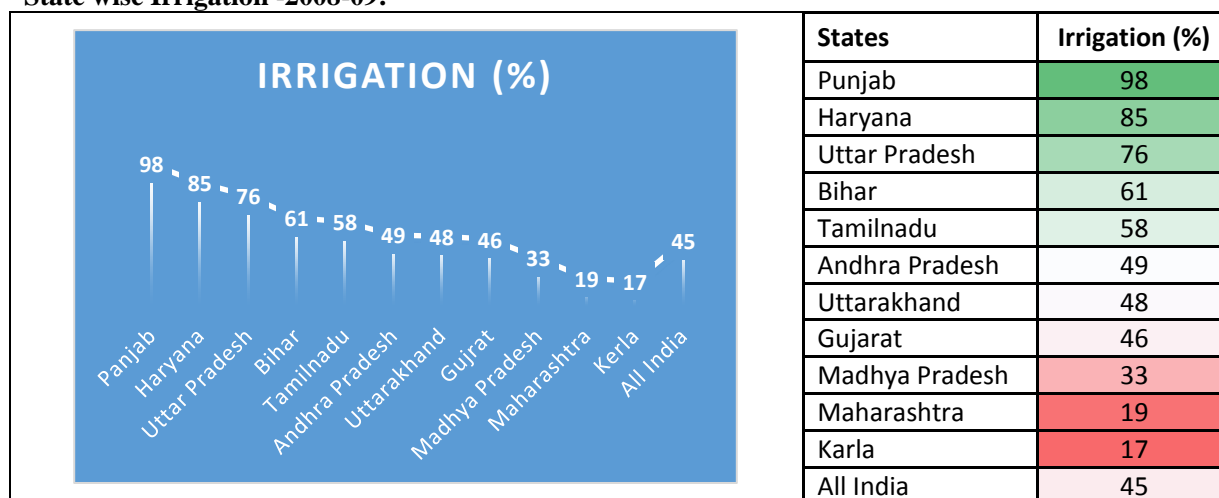 State wise Irrigation -2008-09:
IRRIGATION (%)
98
85
76
61
58
49
48
46
33
19
17
45
Panjab
Haryana
Uttar Pradesh
Bihar
Tamilnadu
Andhra Pradesh
Uttarakhand
Gujrat
Madhya Pradesh
Maharashtra
Kerla
All India
States Irrigation (%)
Punjab 98
Haryana 85
Uttar Pradesh 76
Bihar 61
Tamilnadu 58
Andhra Pradesh 49
Uttarakhand 48
Gujarat 46
Madhya Pradesh 33
Maharashtra 19
Karla 17
All India 45